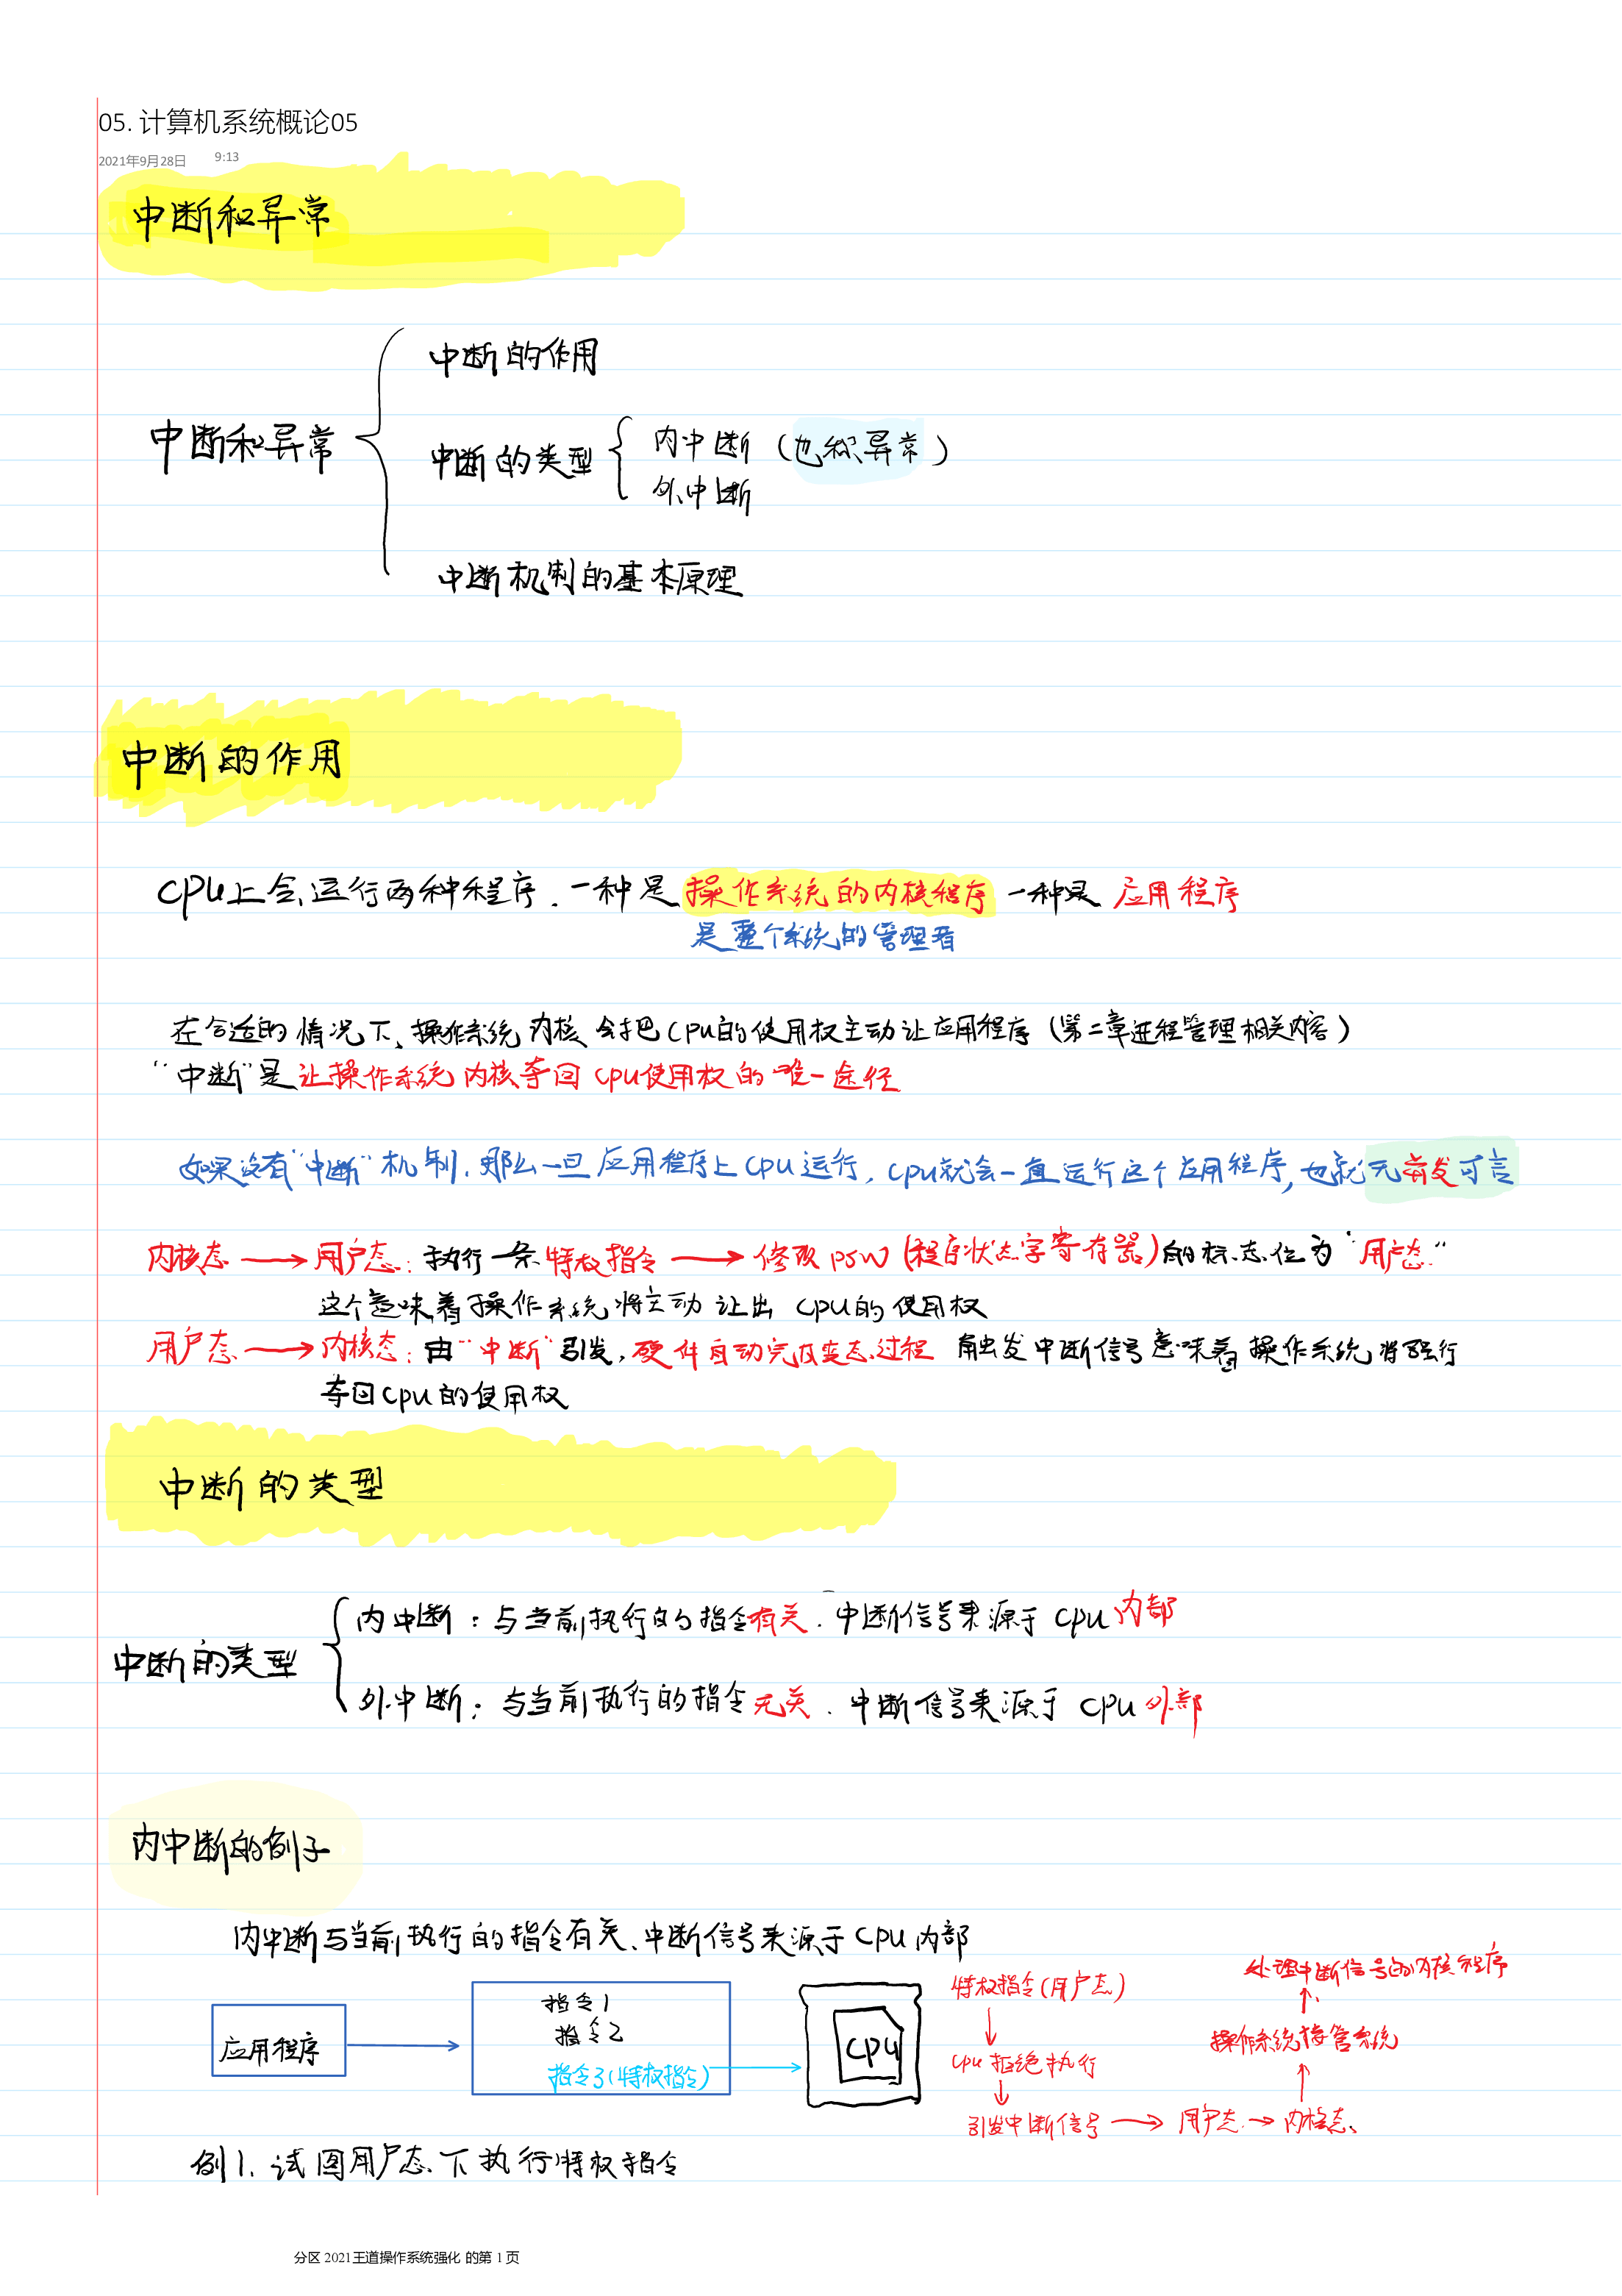 05. 计算机系统概论05
2021年9月28日 9:13
中断和异常
中断的作用
中断和异常
中断的类型
内中断（也称异常）
外中断
中断机制的基本原理
中断的作用
CPU上会运行两种程序．一种是操作系统的内核程序 一种是应用程序
是整个系统的管理者
在合适的情况下、操作系统内核会把CPU的使用权主动让应用程序（第二章进程管理相关内容）
“中断”是让操作系统内核夺回CPU使用权的唯一途径
如果没有“中断”机制，那么一旦应用程序上CPU运行，CPU就会一直运行这个应用程序，也就无并发可言
内核态→用户态：执行一条特权指令→修改PSW（程序状态字寄存器）的标志位为“用户态“
这个意味着操作系统将主动让出CPU的使用权
用户态→内核态：由“中断”引发，硬件自动完成变态过程 触发中断信号意味着操作系统将强行
夺回CPU的使用权
中断的类型
中断的类型
内中断：与当前执行的指令有关．中断信号来源于CPU内部
外中断：与当前执行的指令无关．中断信号来源于CPU外部
内中断的例子
内中断与当前执行的指令有关、中断信号来源于CPU内部
应用程序→
指令1
指令2
指令3（特权指令）→
CPU
特权指令（用户态）
↓
CPU拒绝执行
↓
引发中断信号→用户态→内核态
↑
操作系统接管系统
↑
处理中断信号的内核程序
例1、试图用户态下执行特权指令
分区 2021王道操作系统强化 的第 1 页